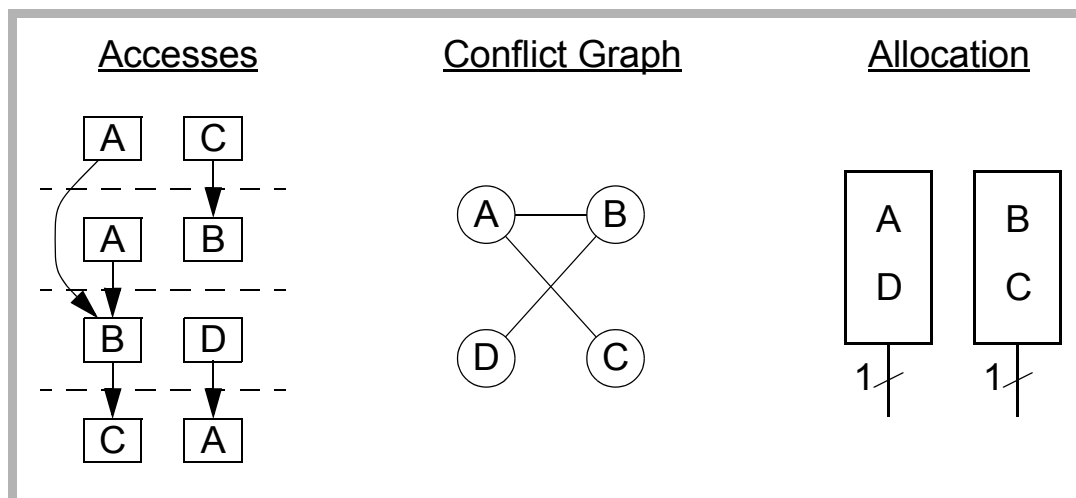 Accesses
A C
A B
B D
C A
Conflict Graph
A B
D C
Allocation
A
D
1
B
C
1